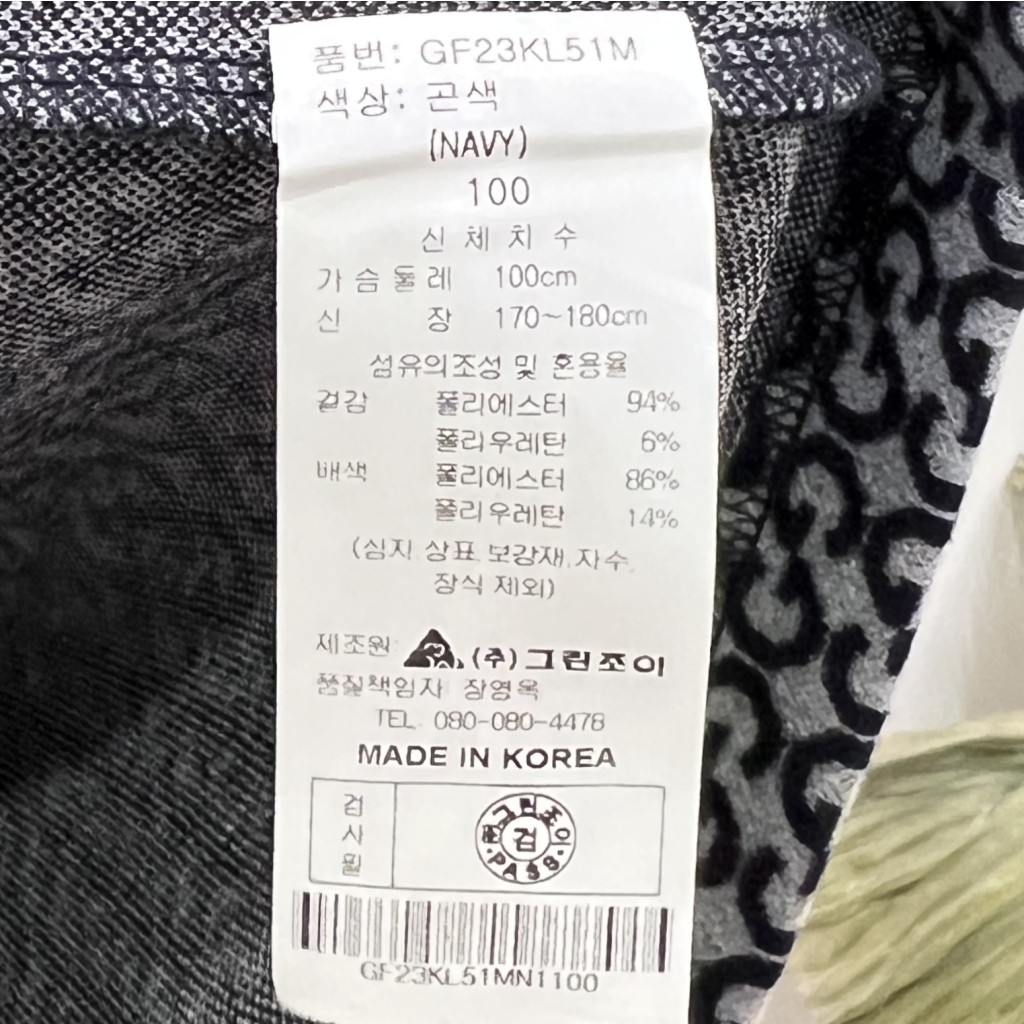 품번: GF23KL51M
색상: 곤색
(NAVY)
100
신 체 치 수
가 슴 둘 레 100cm
신 장 170~180cm
섬유의조성 및 혼용율
겉감 폴리에스터 94%
폴리우레탄 6%
배색 폴리에스터 86%
폴리우레탄 14%
(심지 상표 보강재, 자수
장식 제외)
제조원 (주)그린조이
품질책임자 장영옥
TEL. 080-080-4478
MADE IN KOREA
검사필
그린조이
검
PASS
GF23KL51MN1100